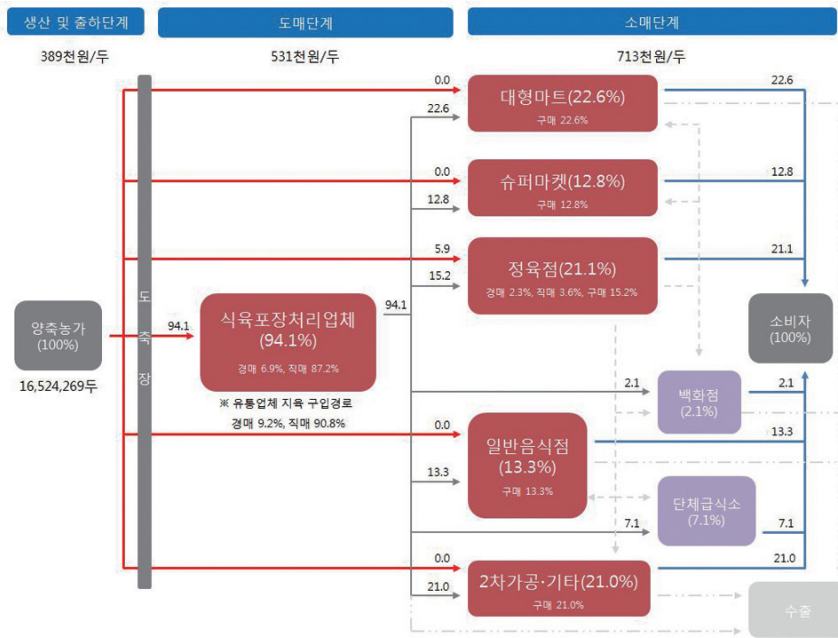 생산 및 출하단계
도매단계
소매단계
389천원/두
531천원/두
713천원/두
0.0
대형마트(22.6%)
구매 22.6%
22.6
22.6
0.0
슈퍼마켓(12.8%)
구매 12.8%
12.8
12.8
5.9
정육점(21.1%)
경매 2.3%, 직매 3.6%, 구매 15.2%
21.1
15.2
도축장
양축농가
(100%)
16,524,269두
94.1
식육포장처리업체
(94.1%)
경매 6.9%, 직매 87.2%
94.1
※ 유통업체 지육 구입경로
경매 9.2%, 직매 90.8%
소비자
(100%)
2.1
백화점
(2.1%)
2.1
0.0
일반음식점
(13.3%)
구매 13.3%
13.3
13.3
단체급식소
(7.1%)
7.1
7.1
0.0
2차가공·기타(21.0%)
구매 21.0%
21.0
21.0
수출